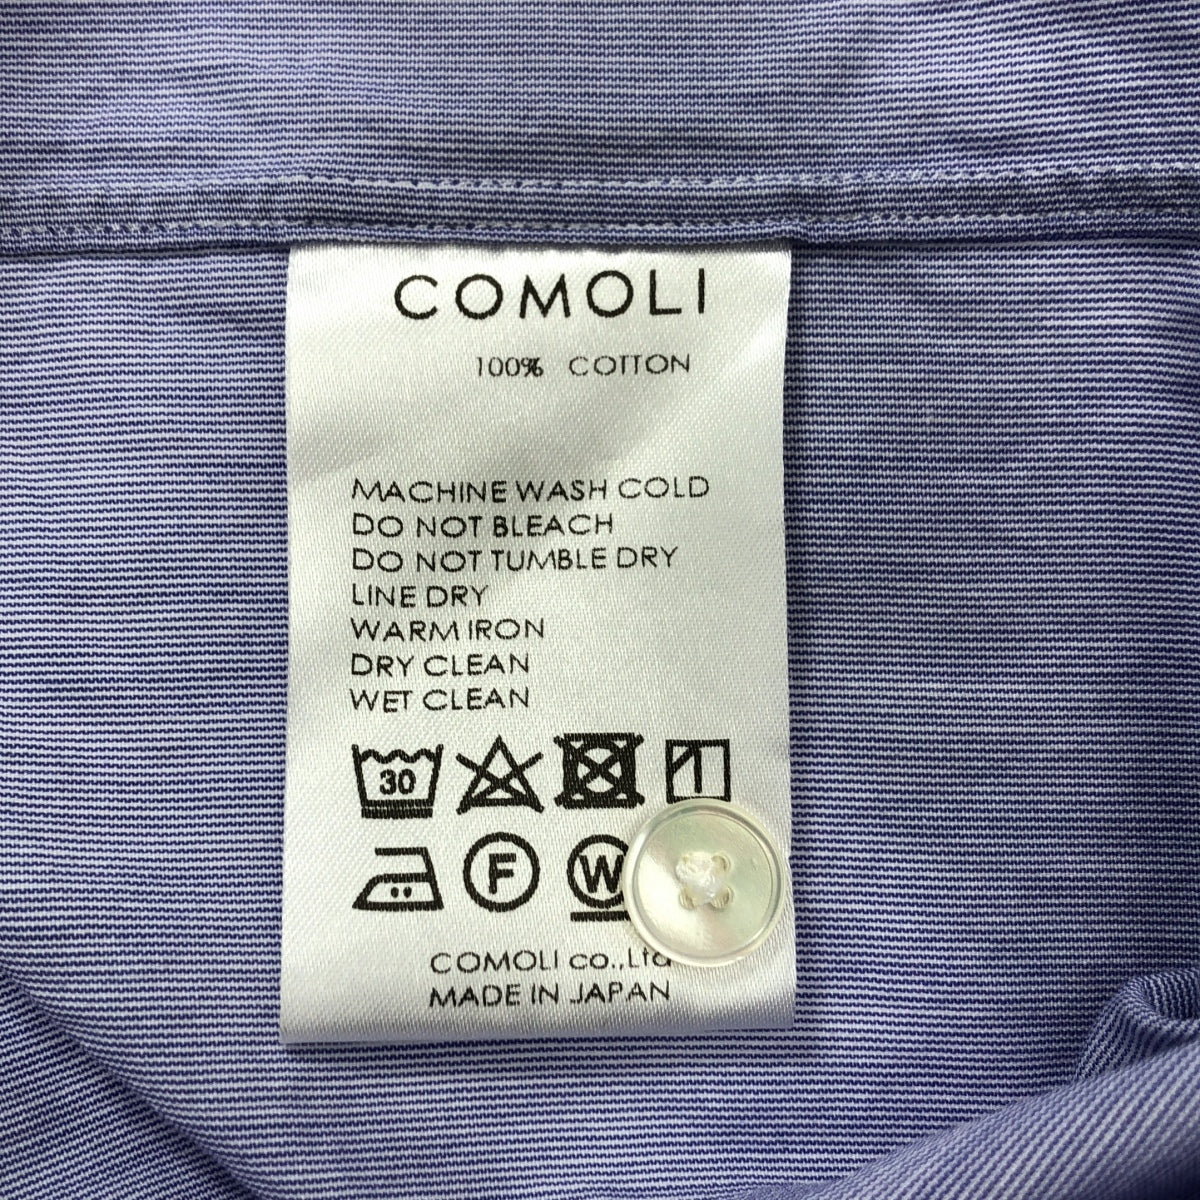 COMOLI
100% COTTON
MACHINE WASH COLD
DO NOT BLEACH
DO NOT TUMBLE DRY
LINE DRY
WARM IRON
DRY CLEAN
WET CLEAN
30
F W
COMOLI co.,Ltd
MADE IN JAPAN